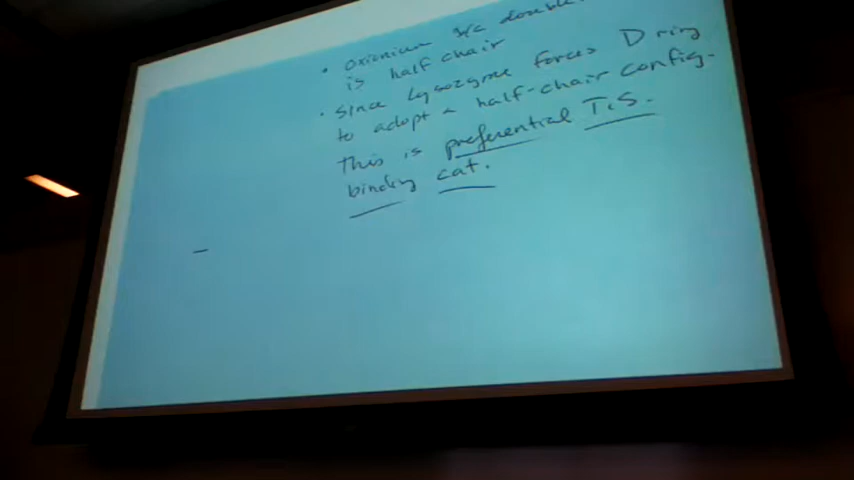 • oxonium b/c double
is half chair
• Since lysozyme forces D ring
to adopt a half-chair config-
this is preferential T.S.
binding cat.